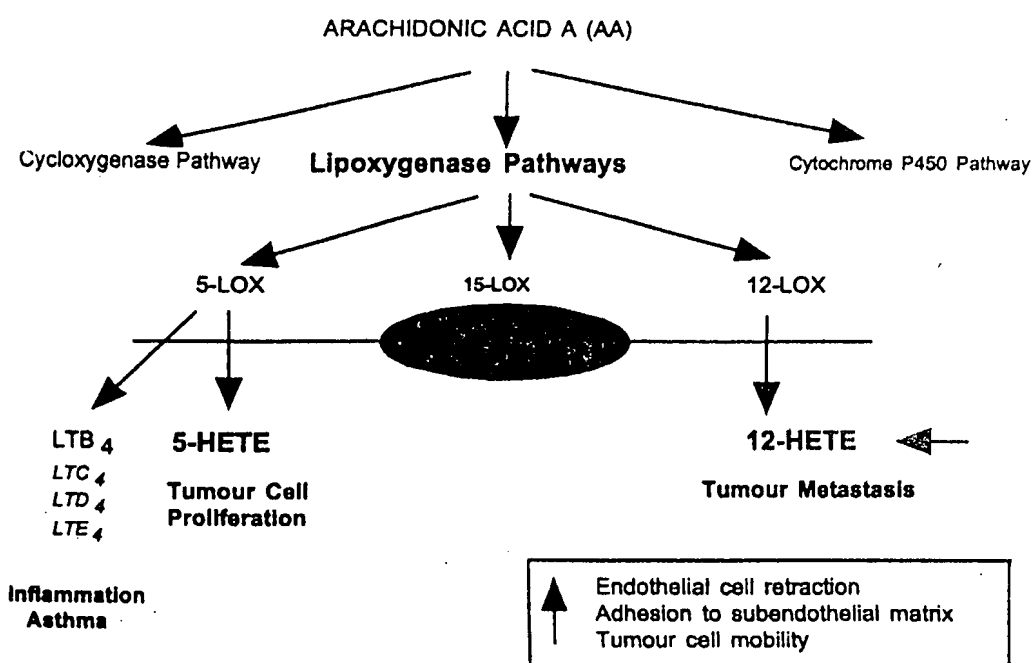 ARACHIDONIC ACID A (AA)
Cycloxygenase Pathway
Lipoxygenase Pathways
Cytochrome P450 Pathway
5-LOX
15-LOX
12-LOX
LTB 4
LTC 4
LTD 4
LTE 4
5-HETE
Tumour Cell
Proliferation
12-HETE
Tumour Metastasis
Inflammation
Asthma
Endothelial cell retraction
Adhesion to subendothelial matrix
Tumour cell mobility